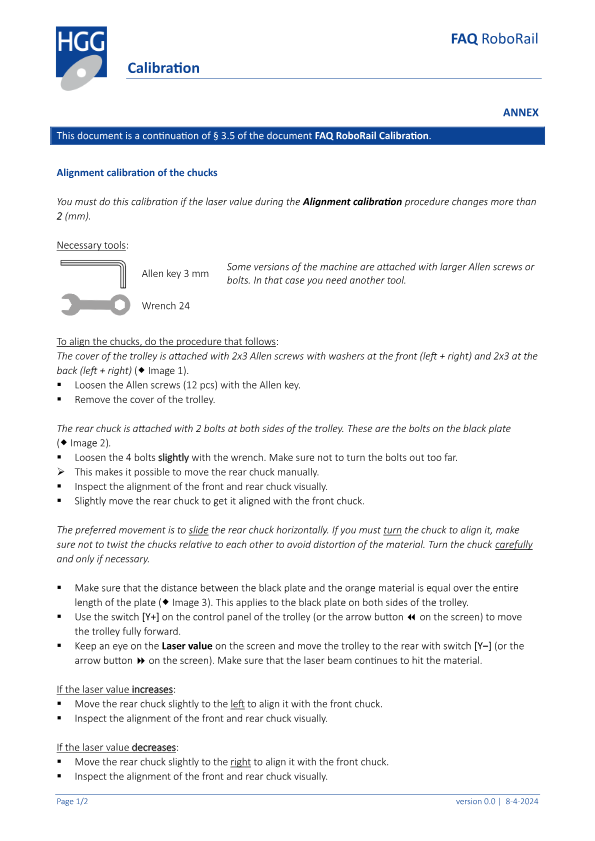 HGG
FAQ RoboRail
Calibration
ANNEX
This document is a continuation of § 3.5 of the document FAQ RoboRail Calibration.
Alignment calibration of the chucks
You must do this calibration if the laser value during the Alignment calibration procedure changes more than
2 (mm).
Necessary tools:
Allen key 3 mm
Some versions of the machine are attached with larger Allen screws or
bolts. In that case you need another tool.
Wrench 24
To align the chucks, do the procedure that follows:
The cover of the trolley is attached with 2x3 Allen screws with washers at the front (left + right) and 2x3 at the
back (left + right) (◆ Image 1).
▪ Loosen the Allen screws (12 pcs) with the Allen key.
▪ Remove the cover of the trolley.
The rear chuck is attached with 2 bolts at both sides of the trolley. These are the bolts on the black plate
(◆ Image 2).
▪ Loosen the 4 bolts slightly with the wrench. Make sure not to turn the bolts out too far.
➢ This makes it possible to move the rear chuck manually.
▪ Inspect the alignment of the front and rear chuck visually.
▪ Slightly move the rear chuck to get it aligned with the front chuck.
The preferred movement is to slide the rear chuck horizontally. If you must turn the chuck to align it, make
sure not to twist the chucks relative to each other to avoid distortion of the material. Turn the chuck carefully
and only if necessary.
▪ Make sure that the distance between the black plate and the orange material is equal over the entire
length of the plate (◆ Image 3). This applies to the black plate on both sides of the trolley.
▪ Use the switch [Y+] on the control panel of the trolley (or the arrow button ⏪ on the screen) to move
the trolley fully forward.
▪ Keep an eye on the Laser value on the screen and move the trolley to the rear with switch [Y−] (or the
arrow button ⏩ on the screen). Make sure that the laser beam continues to hit the material.
If the laser value increases:
▪ Move the rear chuck slightly to the left to align it with the front chuck.
▪ Inspect the alignment of the front and rear chuck visually.
If the laser value decreases:
▪ Move the rear chuck slightly to the right to align it with the front chuck.
▪ Inspect the alignment of the front and rear chuck visually.
Page 1/2
version 0.0 | 8-4-2024